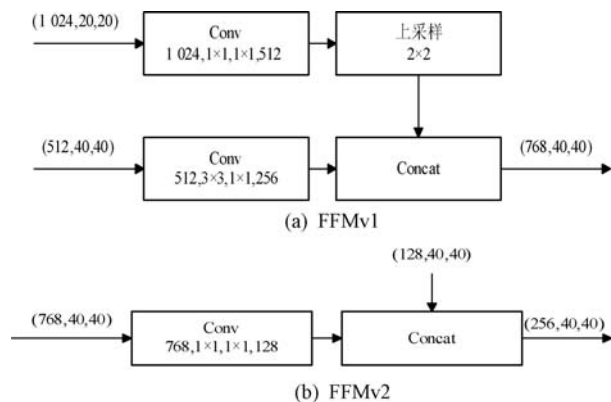 (1 024,20,20)
Conv
1 024,1×1,1×1,512
上采样
2×2
(512,40,40)
Conv
512,3×3,1×1,256
Concat
(768,40,40)
(a) FFMv1
(128,40,40)
(768,40,40)
Conv
768,1×1,1×1,128
Concat
(256,40,40)
(b) FFMv2